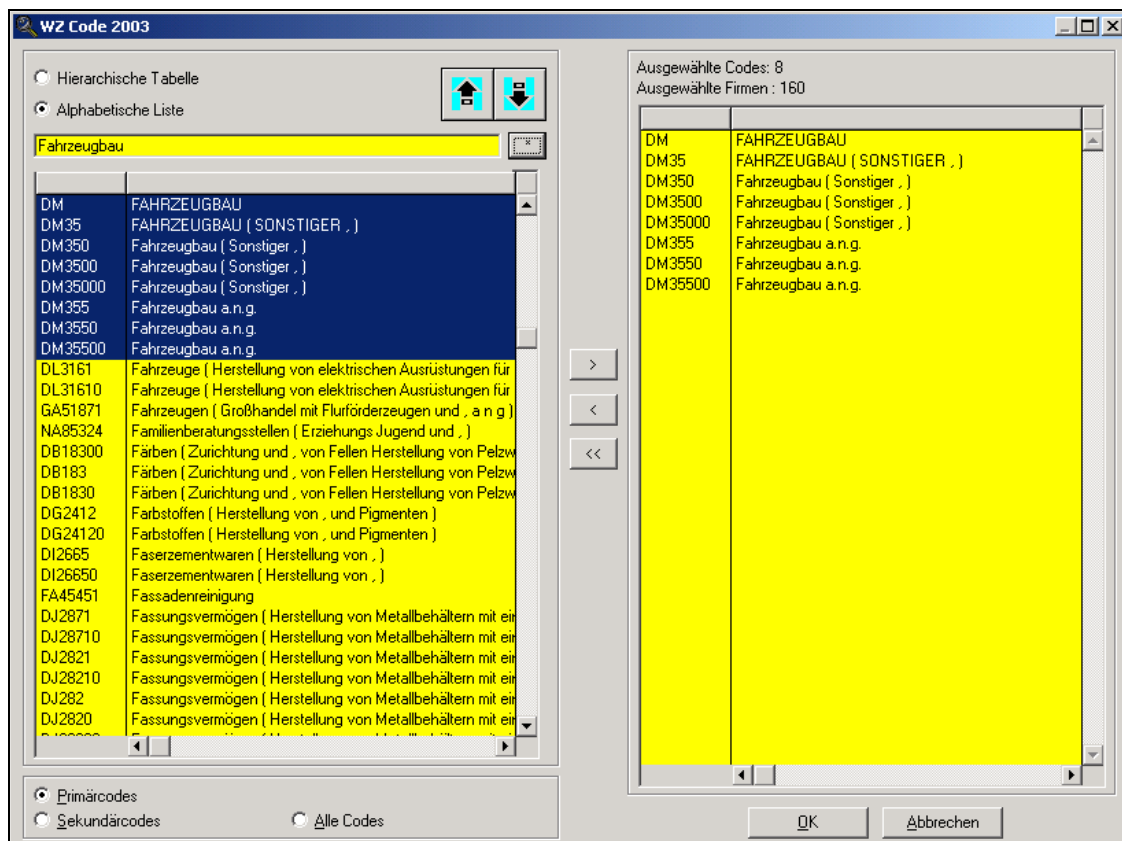 WZ Code 2003
Hierarchische Tabelle
Alphabetische Liste
Fahrzeugbau
DM FAHRZEUGBAU
DM35 FAHRZEUGBAU ( SONSTIGER , )
DM350 Fahrzeugbau ( Sonstiger , )
DM3500 Fahrzeugbau ( Sonstiger , )
DM35000 Fahrzeugbau ( Sonstiger , )
DM355 Fahrzeugbau a.n.g.
DM3550 Fahrzeugbau a.n.g.
DM35500 Fahrzeugbau a.n.g.
DL3161 Fahrzeuge ( Herstellung von elektrischen Ausrüstungen für
DL31610 Fahrzeuge ( Herstellung von elektrischen Ausrüstungen für
GA51871 Fahrzeugen ( Großhandel mit Flurförderzeugen und , a n g )
NA85324 Familienberatungsstellen ( Erziehungs Jugend und , )
DB18300 Färben ( Zurichtung und , von Fellen Herstellung von Pelzw
DB183 Färben ( Zurichtung und , von Fellen Herstellung von Pelzw
DB1830 Färben ( Zurichtung und , von Fellen Herstellung von Pelzw
DG2412 Farbstoffen ( Herstellung von , und Pigmenten )
DG24120 Farbstoffen ( Herstellung von , und Pigmenten )
DI2665 Faserzementwaren ( Herstellung von , )
DI26650 Faserzementwaren ( Herstellung von , )
FA45451 Fassadenreinigung
DJ2871 Fassungsvermögen ( Herstellung von Metallbehältern mit ein
DJ28710 Fassungsvermögen ( Herstellung von Metallbehältern mit ein
DJ2821 Fassungsvermögen ( Herstellung von Metallbehältern mit ein
DJ28210 Fassungsvermögen ( Herstellung von Metallbehältern mit ein
DJ282 Fassungsvermögen ( Herstellung von Metallbehältern mit ein
DJ2820 Fassungsvermögen ( Herstellung von Metallbehältern mit ein
Primärcodes
Sekundärcodes
Alle Codes
>
<
<<
Ausgewählte Codes: 8
Ausgewählte Firmen : 160
DM FAHRZEUGBAU
DM35 FAHRZEUGBAU ( SONSTIGER , )
DM350 Fahrzeugbau ( Sonstiger , )
DM3500 Fahrzeugbau ( Sonstiger , )
DM35000 Fahrzeugbau ( Sonstiger , )
DM355 Fahrzeugbau a.n.g.
DM3550 Fahrzeugbau a.n.g.
DM35500 Fahrzeugbau a.n.g.
OK
Abbrechen